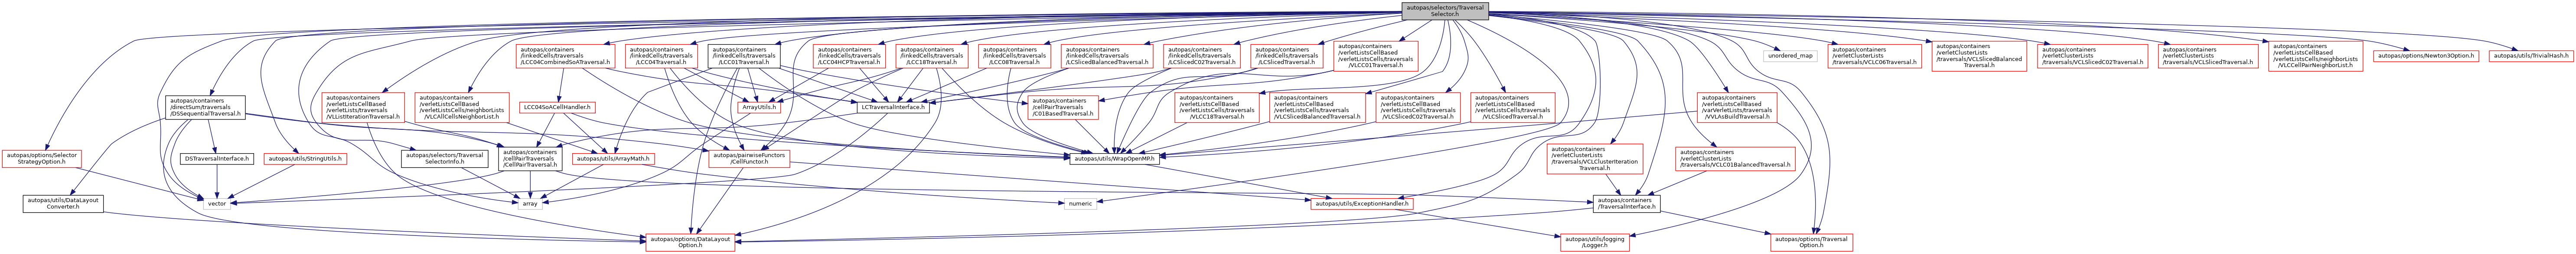 autopas/selectors/Traversal
Selector.h
autopas/containers
/linkedCells/traversals
/LCC04CombinedSoATraversal.h
autopas/containers
/linkedCells/traversals
/LCC04Traversal.h
autopas/containers
/linkedCells/traversals
/LCC01Traversal.h
autopas/containers
/linkedCells/traversals
/LCC04HCPTraversal.h
autopas/containers
/linkedCells/traversals
/LCC18Traversal.h
autopas/containers
/linkedCells/traversals
/LCC08Traversal.h
autopas/containers
/linkedCells/traversals
/LCSlicedBalancedTraversal.h
autopas/containers
/linkedCells/traversals
/LCSlicedC02Traversal.h
autopas/containers
/linkedCells/traversals
/LCSlicedTraversal.h
autopas/containers
/verletListsCellBased
/verletListsCells/traversals
/VLCC01Traversal.h
unordered_map
autopas/containers
/verletClusterLists
/traversals/VCLC06Traversal.h
autopas/containers
/verletClusterLists
/traversals/VCLSlicedBalanced
Traversal.h
autopas/containers
/verletClusterLists
/traversals/VCLSlicedC02Traversal.h
autopas/containers
/verletClusterLists
/traversals/VCLSlicedTraversal.h
autopas/containers
/verletListsCellBased
/verletListsCells/neighborLists
/VLCCellPairNeighborList.h
autopas/options/Newton3Option.h
autopas/utils/TrivialHash.h
autopas/containers
/directSum/traversals
/DSSequentialTraversal.h
autopas/containers
/verletListsCellBased
/verletLists/traversals
/VLListIterationTraversal.h
autopas/containers
/verletListsCellBased
/verletListsCells/neighborLists
/VLCAllCellsNeighborList.h
LCC04SoACellHandler.h
ArrayUtils.h
LCTraversalInterface.h
autopas/containers
/cellPairTraversals
/C01BasedTraversal.h
autopas/containers
/verletListsCellBased
/verletListsCells/traversals
/VLCC18Traversal.h
autopas/containers
/verletListsCellBased
/verletListsCells/traversals
/VLCSlicedBalancedTraversal.h
autopas/containers
/verletListsCellBased
/verletListsCells/traversals
/VLCSlicedC02Traversal.h
autopas/containers
/verletListsCellBased
/verletListsCells/traversals
/VLCSlicedTraversal.h
autopas/containers
/verletListsCellBased
/varVerletLists/traversals
/VVLAsBuildTraversal.h
autopas/options/Selector
StrategyOption.h
DSTraversalInterface.h
autopas/utils/StringUtils.h
autopas/selectors/Traversal
SelectorInfo.h
autopas/containers
/cellPairTraversals
/CellPairTraversal.h
autopas/utils/ArrayMath.h
autopas/pairwiseFunctors
/CellFunctor.h
autopas/utils/WrapOpenMP.h
autopas/containers
/verletClusterLists
/traversals/VCLClusterIteration
Traversal.h
autopas/containers
/verletClusterLists
/traversals/VCLC01BalancedTraversal.h
autopas/utils/DataLayout
Converter.h
vector
array
numeric
autopas/utils/ExceptionHandler.h
autopas/containers
/TraversalInterface.h
autopas/options/DataLayout
Option.h
autopas/utils/logging
/Logger.h
autopas/options/Traversal
Option.h